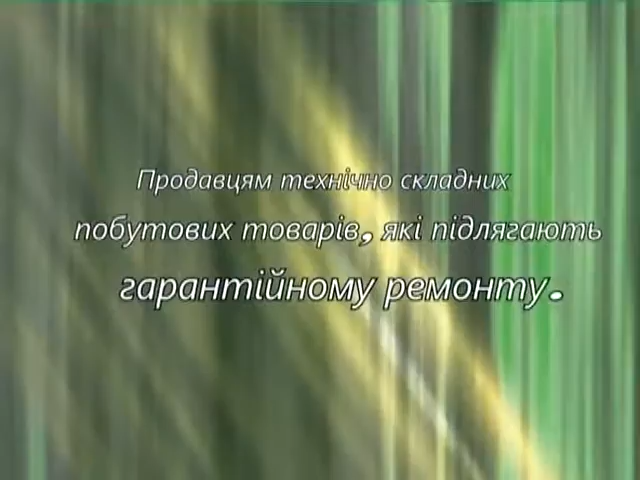 Продавцям технічно складних
побутових товарів, які підлягають
гарантійному ремонту.